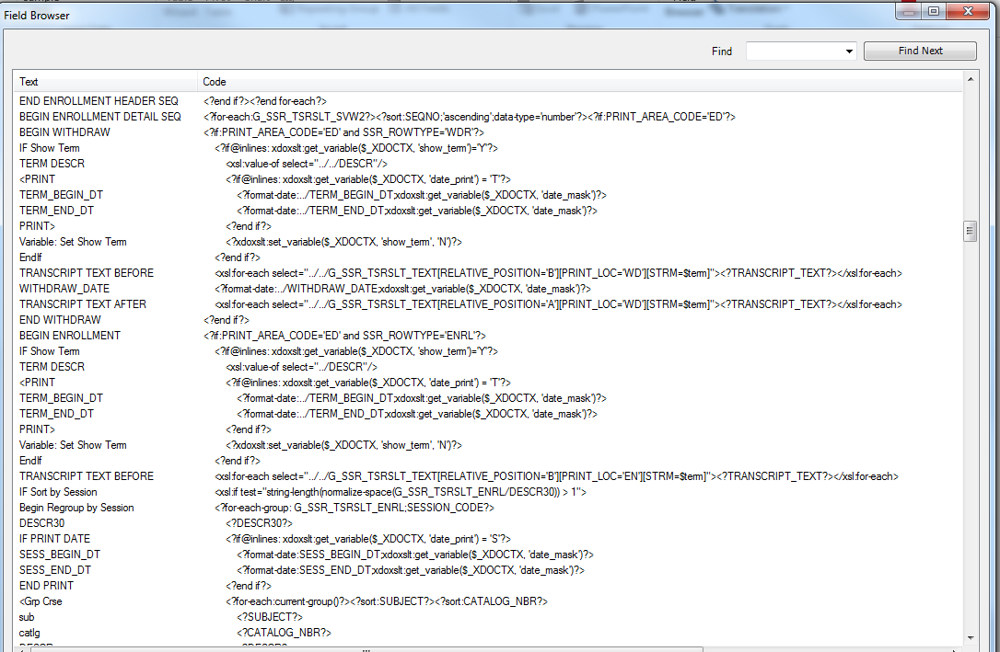 Field Browser
Find
Find Next
Text Code
END ENROLLMENT HEADER SEQ <?end if?><?end for-each?>
BEGIN ENROLLMENT DETAIL SEQ <?for-each:G_SSR_TSRSLT_SVW2?><?sort:SEQNO;'ascending';data-type='number'?><?if:PRINT_AREA_CODE='ED'?>
BEGIN WITHDRAW <?if:PRINT_AREA_CODE='ED' and SSR_ROWTYPE='WDR'?>
IF Show Term <?if@inlines: xdoxslt:get_variable($_XDOCTX, 'show_term')='Y'?>
TERM DESCR <xsl:value-of select="../../DESCR"/>
<PRINT <?if@inlines: xdoxslt:get_variable($_XDOCTX, 'date_print') = 'T'?>
TERM_BEGIN_DT <?format-date:../TERM_BEGIN_DT;xdoxslt:get_variable($_XDOCTX, 'date_mask')?>
TERM_END_DT <?format-date:../TERM_END_DT;xdoxslt:get_variable($_XDOCTX, 'date_mask')?>
PRINT> <?end if?>
Variable: Set Show Term <?xdoxslt:set_variable($_XDOCTX, 'show_term', 'N')?>
EndIf <?end if?>
TRANSCRIPT TEXT BEFORE <xsl:for-each select="../../G_SSR_TSRSLT_TEXT[RELATIVE_POSITION='B'][PRINT_LOC='WD'][STRM=$term]"><?TRANSCRIPT_TEXT?></xsl:for-each>
WITHDRAW_DATE <?format-date:../WITHDRAW_DATE;xdoxslt:get_variable($_XDOCTX, 'date_mask')?>
TRANSCRIPT TEXT AFTER <xsl:for-each select="../../G_SSR_TSRSLT_TEXT[RELATIVE_POSITION='A'][PRINT_LOC='WD'][STRM=$term]"><?TRANSCRIPT_TEXT?></xsl:for-each>
END WITHDRAW <?end if?>
BEGIN ENROLLMENT <?if:PRINT_AREA_CODE='ED' and SSR_ROWTYPE='ENRL'?>
IF Show Term <?if@inlines: xdoxslt:get_variable($_XDOCTX, 'show_term')='Y'?>
TERM DESCR <xsl:value-of select="../DESCR"/>
<PRINT <?if@inlines: xdoxslt:get_variable($_XDOCTX, 'date_print') = 'T'?>
TERM_BEGIN_DT <?format-date:../TERM_BEGIN_DT;xdoxslt:get_variable($_XDOCTX, 'date_mask')?>
TERM_END_DT <?format-date:../TERM_END_DT;xdoxslt:get_variable($_XDOCTX, 'date_mask')?>
PRINT> <?end if?>
Variable: Set Show Term <?xdoxslt:set_variable($_XDOCTX, 'show_term', 'N')?>
EndIf <?end if?>
TRANSCRIPT TEXT BEFORE <xsl:for-each select="../../G_SSR_TSRSLT_TEXT[RELATIVE_POSITION='B'][PRINT_LOC='EN'][STRM=$term]"><?TRANSCRIPT_TEXT?></xsl:for-each>
IF Sort by Session <xsl:if test="string-length(normalize-space(G_SSR_TSRSLT_ENRL/DESCR30)) > 1">
Begin Regroup by Session <?for-each-group: G_SSR_TSRSLT_ENRL;SESSION_CODE?>
DESCR30 <?DESCR30?>
IF PRINT DATE <?if@inlines: xdoxslt:get_variable($_XDOCTX, 'date_print') = 'S'?>
SESS_BEGIN_DT <?format-date:SESS_BEGIN_DT;xdoxslt:get_variable($_XDOCTX, 'date_mask')?>
SESS_END_DT <?format-date:SESS_END_DT;xdoxslt:get_variable($_XDOCTX, 'date_mask')?>
END PRINT <?end if?>
<Grp Crse <?for-each:current-group()?><?sort:SUBJECT?><?sort:CATALOG_NBR?>
sub <?SUBJECT?>
catlg <?CATALOG_NBR?>